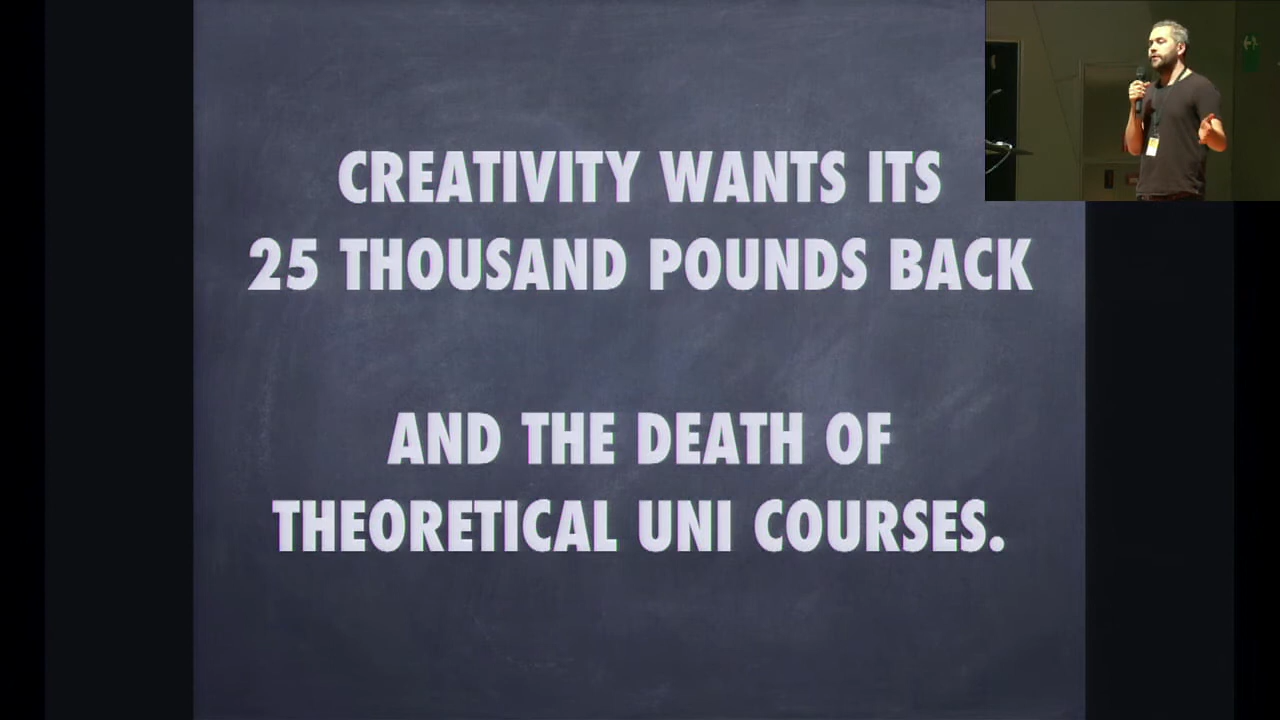 CREATIVITY WANTS ITS
25 THOUSAND POUNDS BACK
AND THE DEATH OF
THEORETICAL UNI COURSES.